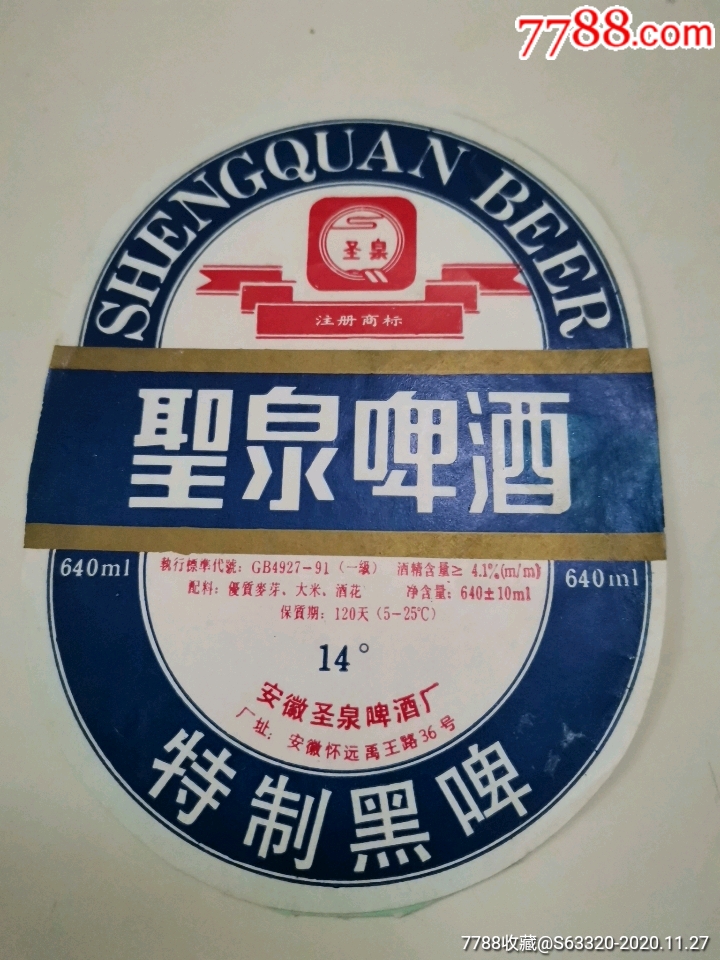 7788.com
SHENGQUAN BEER
圣泉
注册商标
聖泉啤酒
640ml
640ml
執行標準代號：GB4927-91（一级） 酒精含量≥4.1%(m/m)
配料：優質麥芽、大米、酒花 净含量：640±10ml
保質期：120天（5-25℃）
14°
安徽圣泉啤酒厂
厂址：安徽怀远禹王路36号
特制黑啤
7788收藏@S63320-2020.11.27